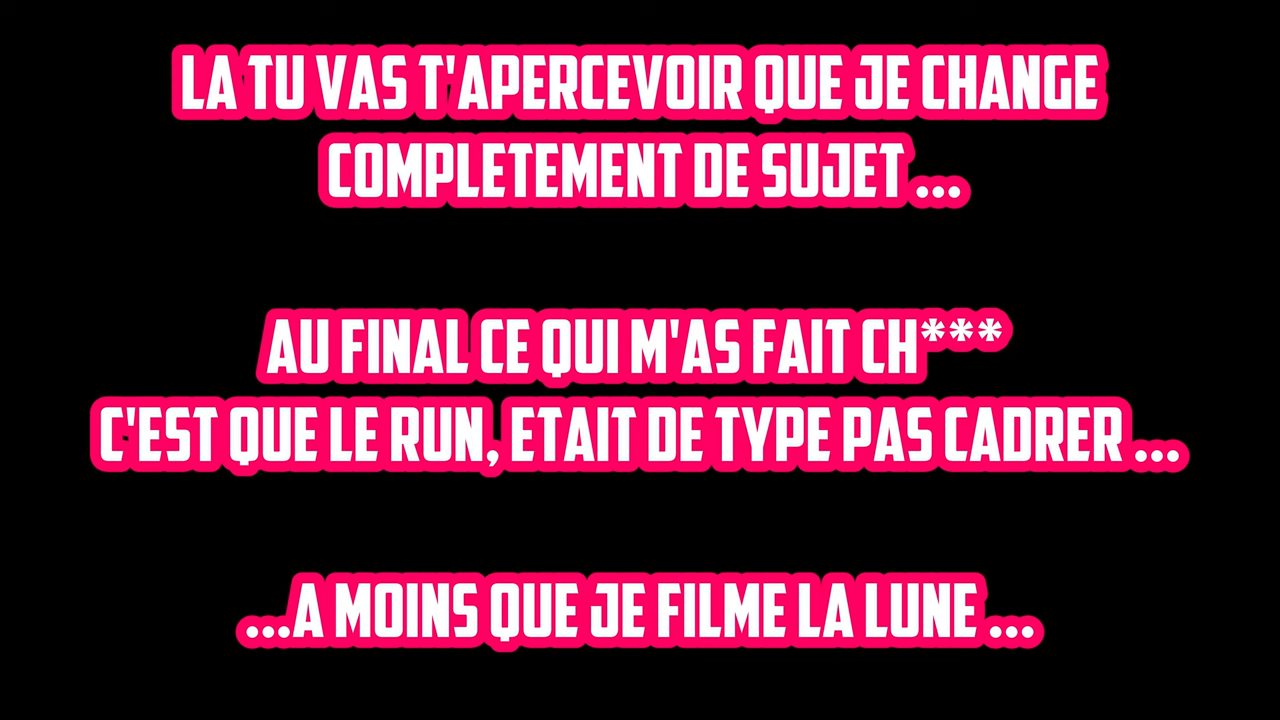 LA TU VAS T'APERCEVOIR QUE JE CHANGE
COMPLETEMENT DE SUJET ...
AU FINAL CE QUI M'AS FAIT CH***
C'EST QUE LE RUN, ETAIT DE TYPE PAS CADRER ...
...A MOINS QUE JE FILME LA LUNE ...